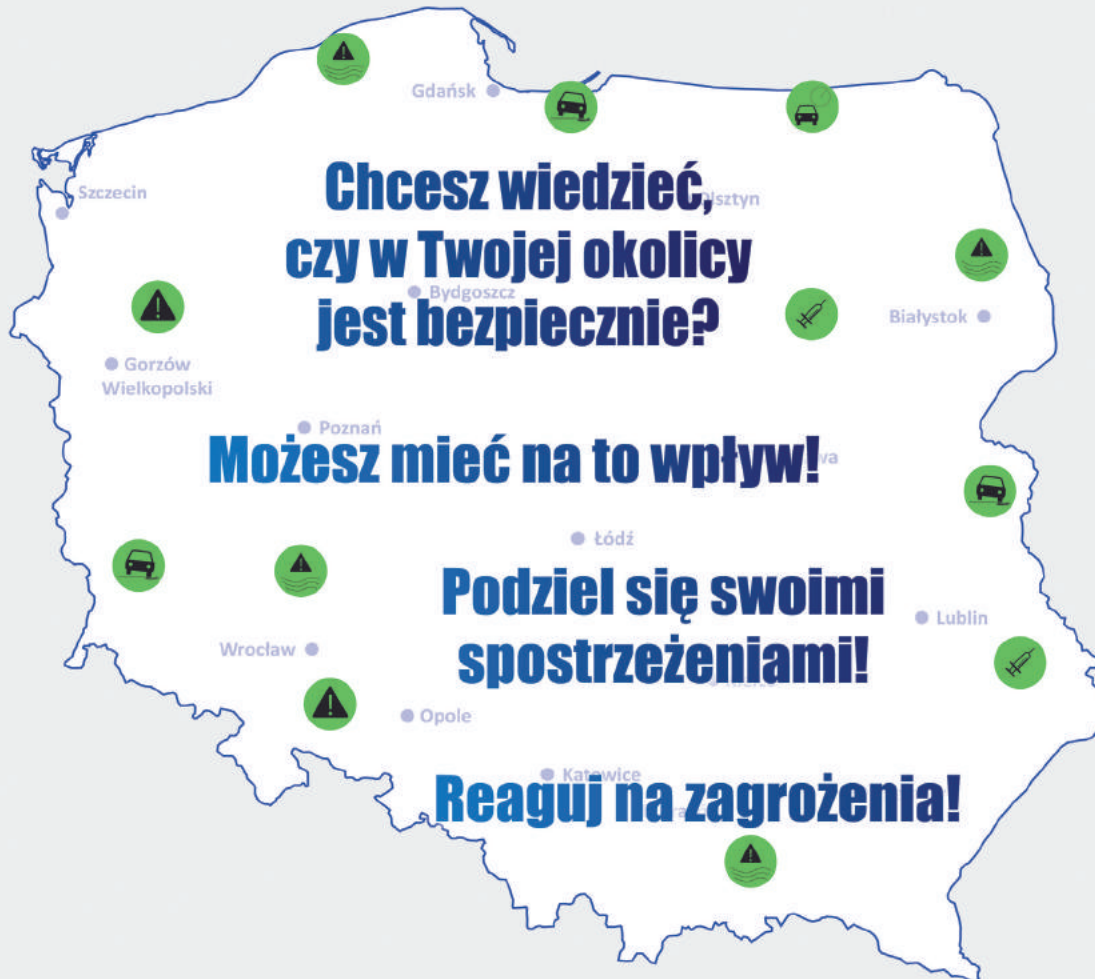 Gdańsk
Szczecin
Chcesz wiedzieć,
Olsztyn
czy w Twojej okolicy
Bydgoszcz
jest bezpiecznie?
Białystok
Gorzów
Wielkopolski
Poznań
Możesz mieć na to wpływ!
Łódź
Podziel się swoimi
Lublin
spostrzeżeniami!
Wrocław
Opole
Katowice
Reaguj na zagrożenia!